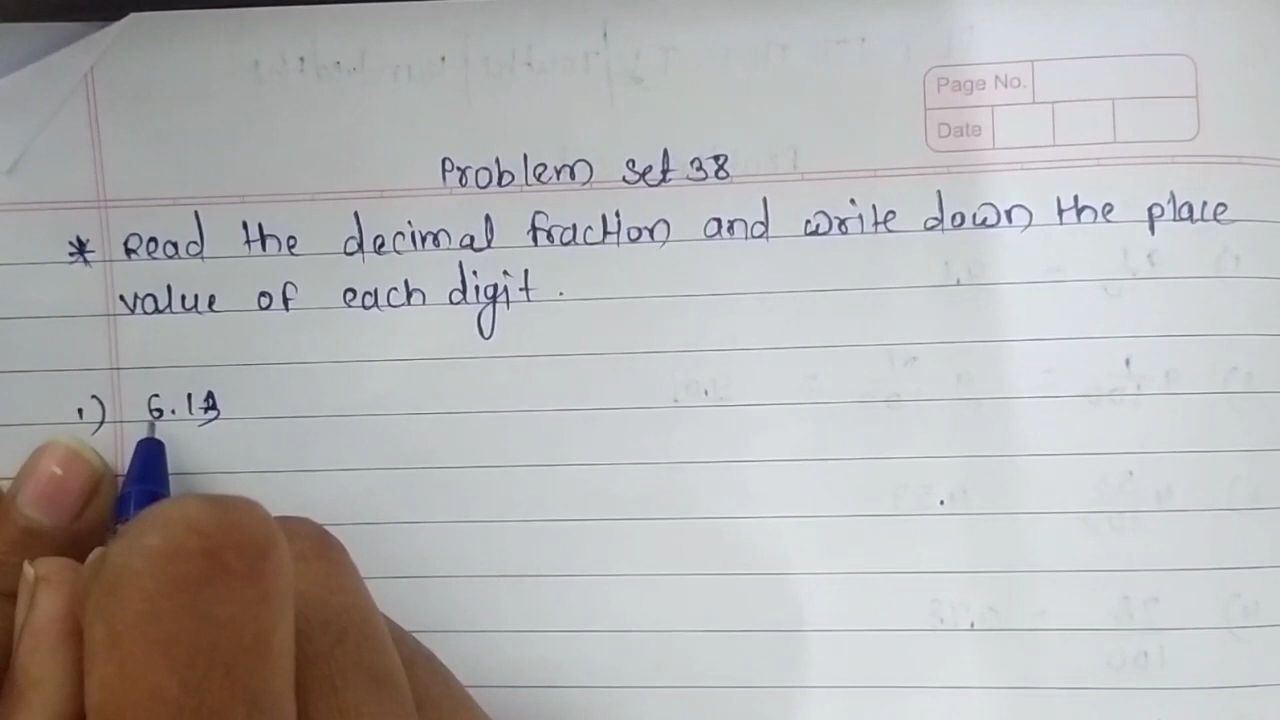 Page No.
Date
Problem set 38
* Read the decimal fraction and write down the place
value of each digit.
1) 6.13